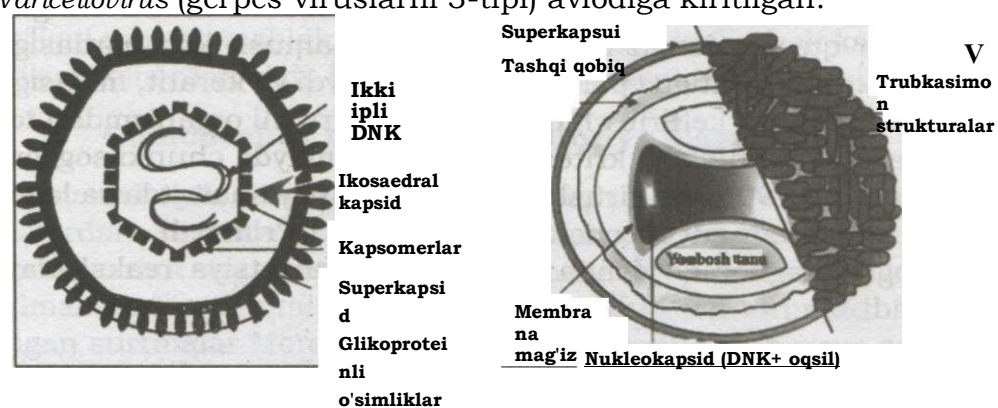 Varicellovirus (gerpes viruslarni 3-tipi) avlodiga kiritilgan.
Ikki
ipli
DNK
Ikosaedral
kapsid
Kapsomerlar
Superkapsi
d
Glikoprotei
nli
o'simliklar
Superkapsui
Tashqi qobiq
V
Trubkasimo
n
strukturalar
Yonbosh tana
Membra
na
mag'iz
Nukleokapsid (DNK+ oqsil)